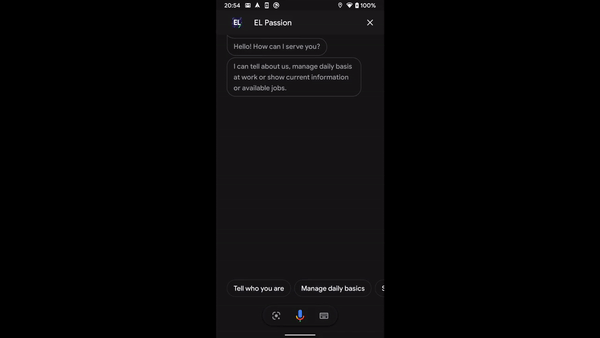 20:54 100%
EL EL Passion
Hello! How can I serve you?
I can tell about us, manage daily basis
at work or show current information
or available jobs.
Tell who you are Manage daily basics S